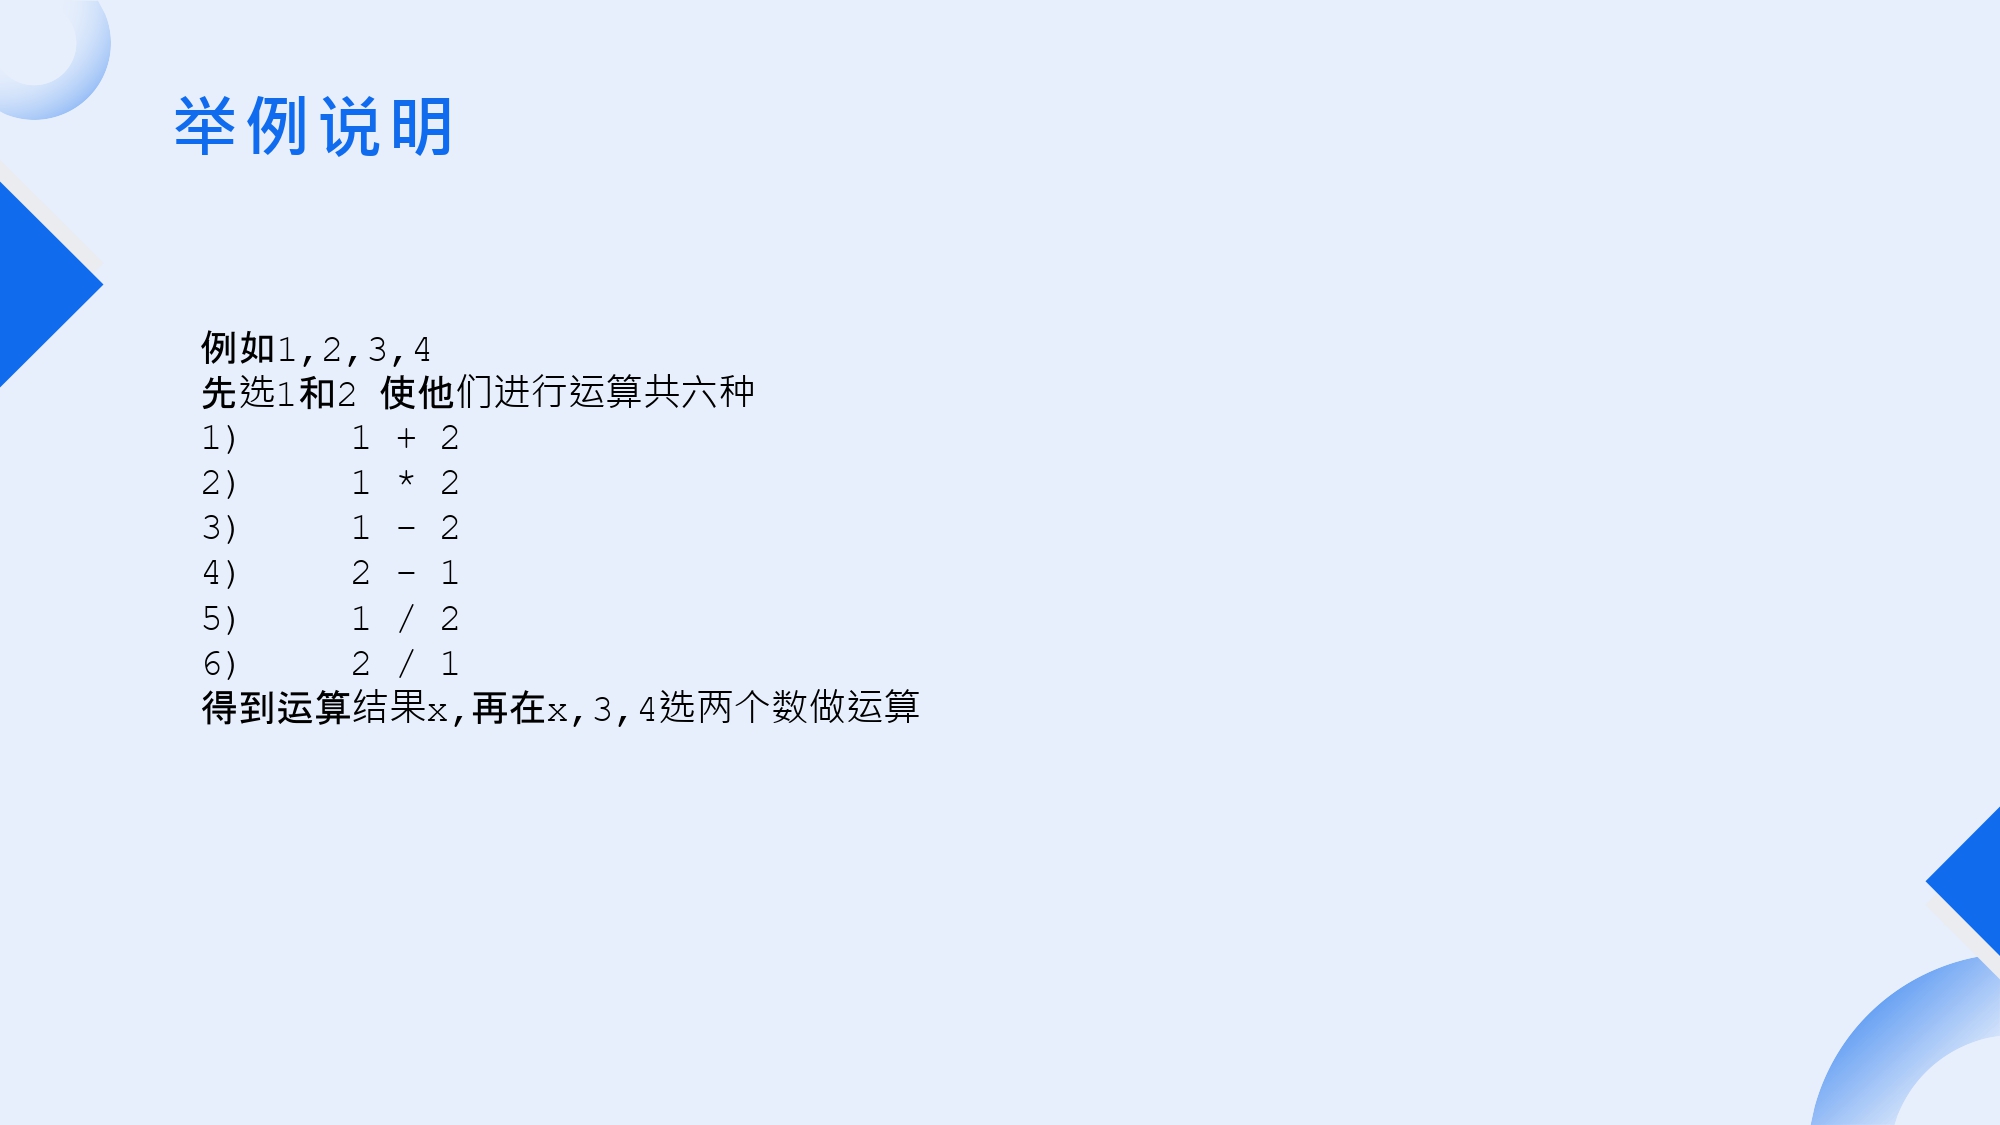 举例说明
例如1,2,3,4
先选1和2 使他们进行运算共六种
1) 1 + 2
2) 1 * 2
3) 1 - 2
4) 2 - 1
5) 1 / 2
6) 2 / 1
得到运算结果x,再在x,3,4选两个数做运算